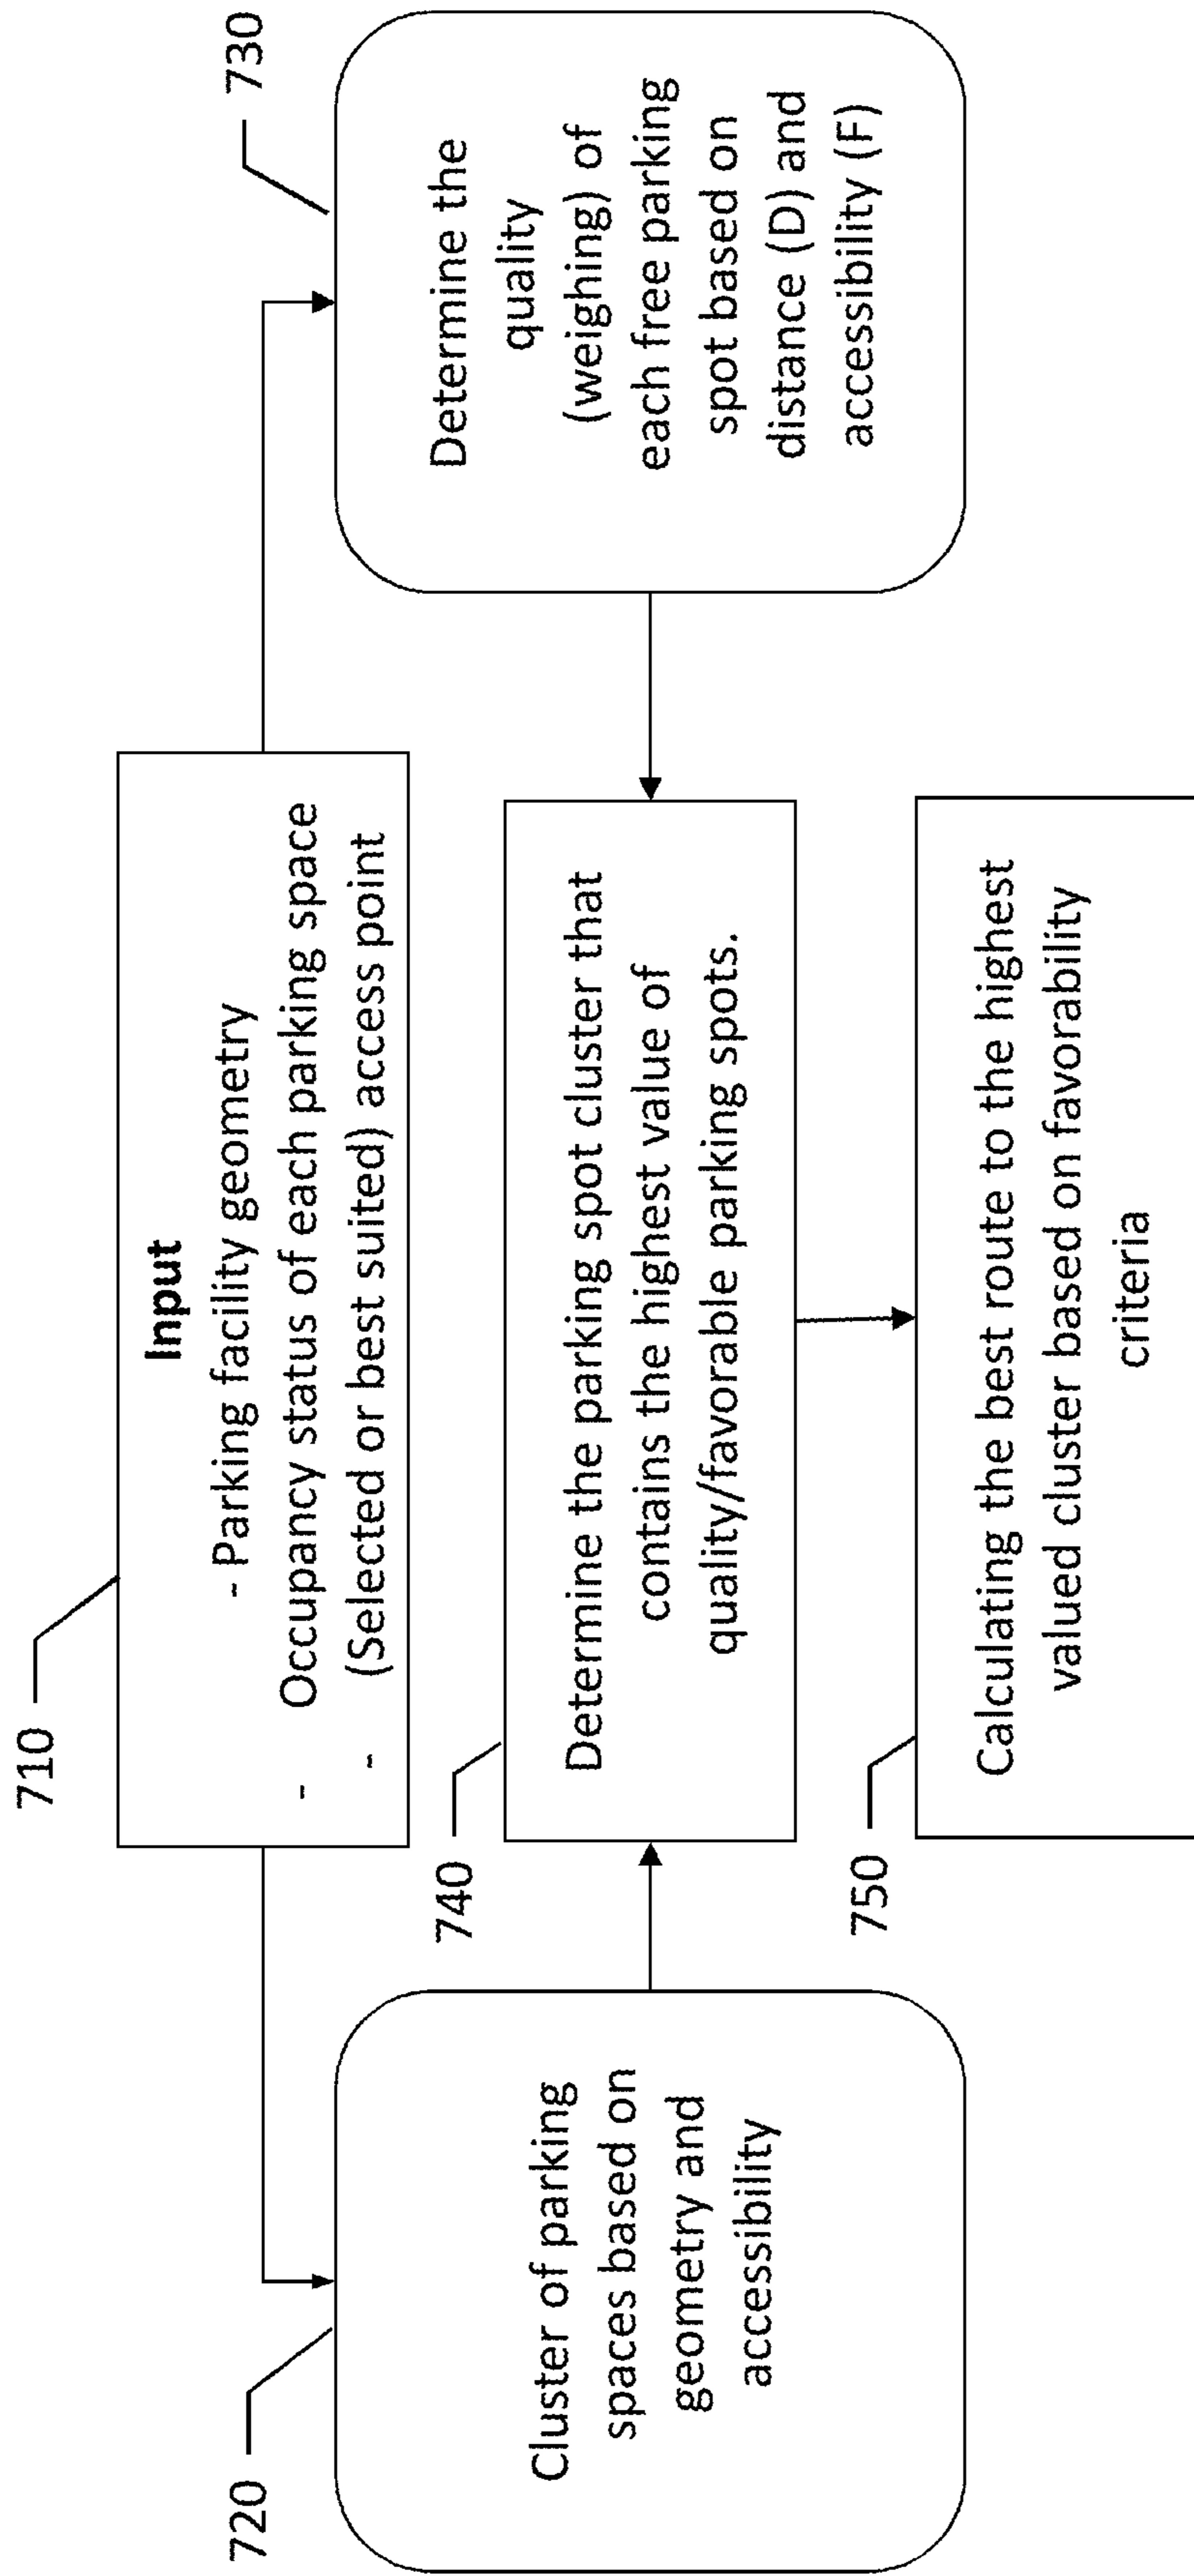 710
Input
- Parking facility geometry
- Occupancy status of each parking space
- (Selected or best suited) access point
720
Cluster of parking
spaces based on
geometry and
accessibility
730
Determine the
quality
(weighing) of
each free parking
spot based on
distance (D) and
accessibility (F)
740
Determine the parking spot cluster that
contains the highest value of
quality/favorable parking spots.
750
Calculating the best route to the highest
valued cluster based on favorability
criteria